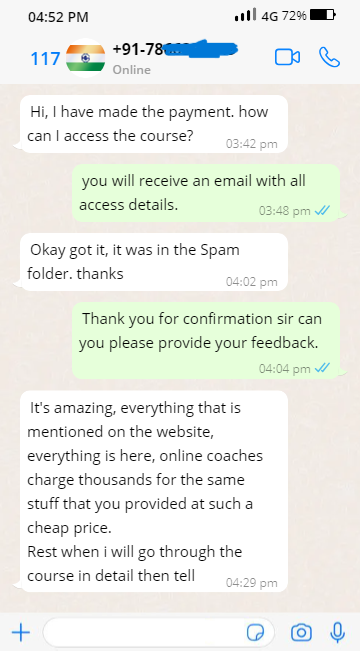 04:52 PM 4G 72%
117 +91-78
Online
Hi, I have made the payment. how
can I access the course?
03:42 pm
you will receive an email with all
access details.
03:48 pm
Okay got it, it was in the Spam
folder. thanks
04:02 pm
Thank you for confirmation sir can
you please provide your feedback.
04:04 pm
It's amazing, everything that is
mentioned on the website,
everything is here, online coaches
charge thousands for the same
stuff that you provided at such a
cheap price.
Rest when i will go through the
course in detail then tell
04:29 pm